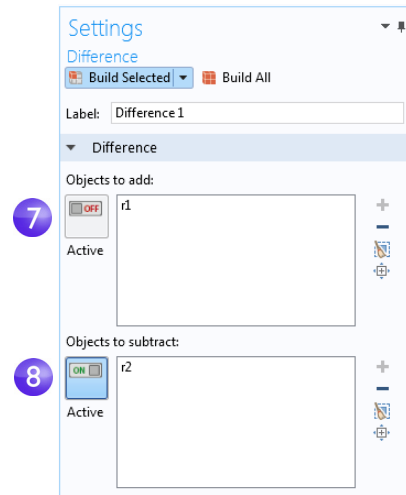 Settings
Difference
Build Selected Build All
Label: Difference 1
Difference
Objects to add:
7 OFF r1
Active
Objects to subtract:
8 ON r2
Active